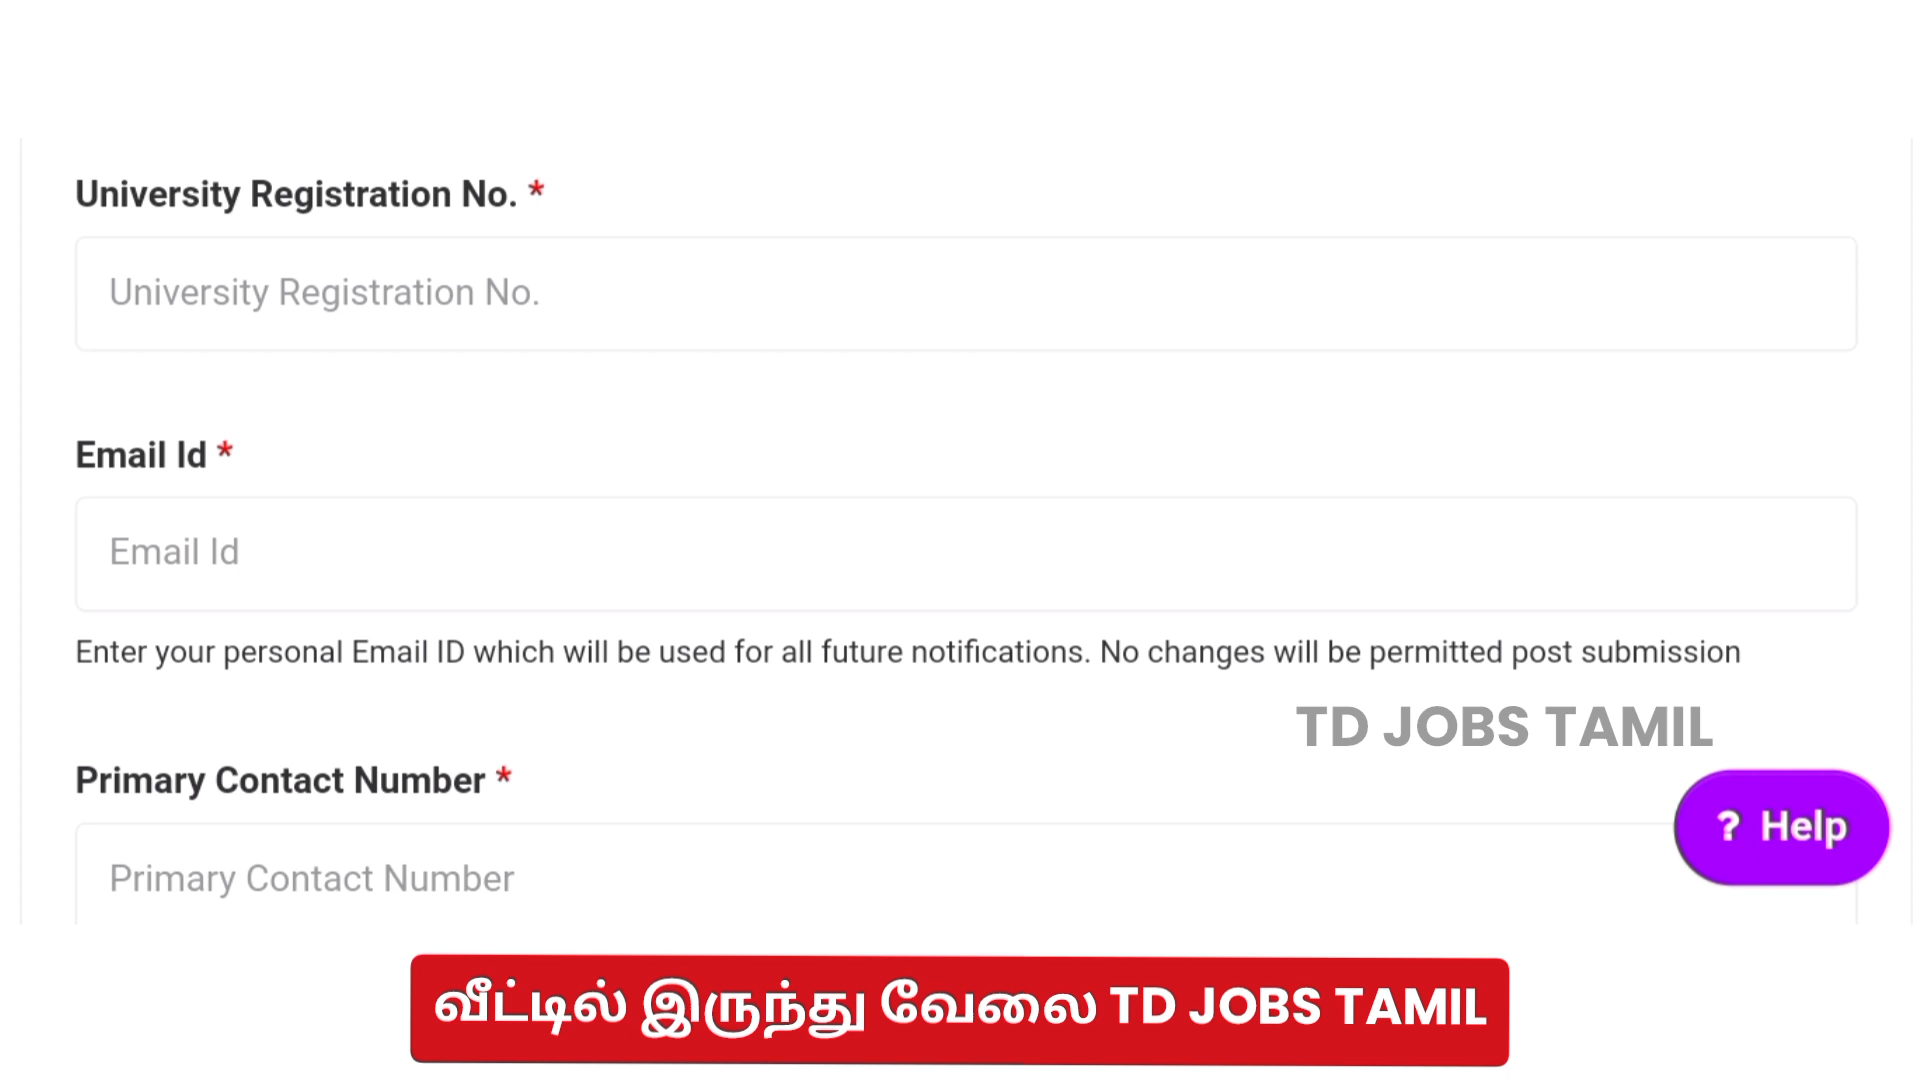 University Registration No. *
University Registration No.
Email Id *
Email Id
Enter your personal Email ID which will be used for all future notifications. No changes will be permitted post submission
TD JOBS TAMIL
Primary Contact Number *
? Help
Primary Contact Number
வீட்டில் இருந்து வேலை TD JOBS TAMIL